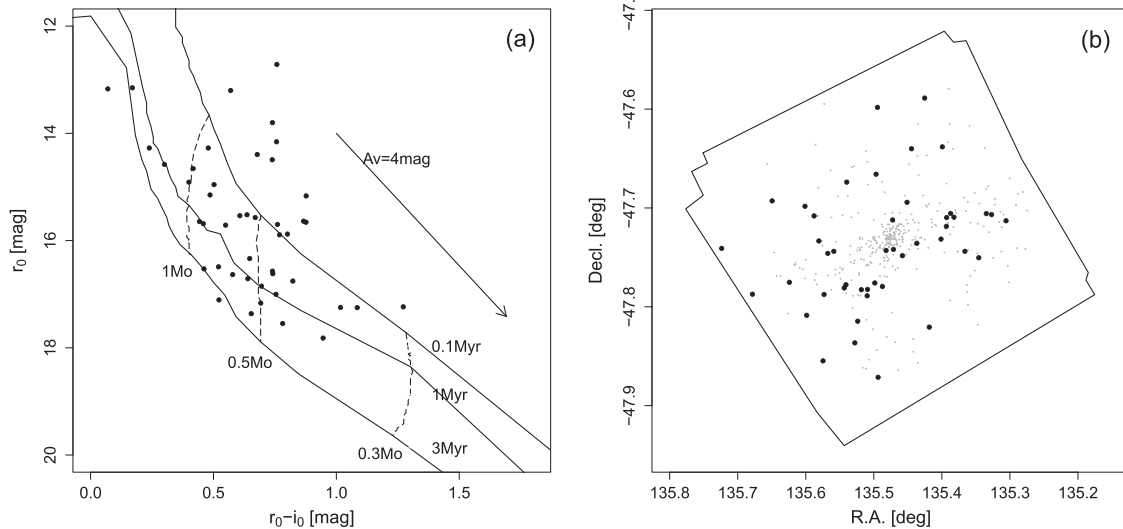 (a)
12
14
16
18
20
r₀ [mag]
Av=4mag
1Mo
0.5Mo
0.3Mo
0.1Myr
1Myr
3Myr
0.0
0.5
1.0
1.5
r₀−i₀ [mag]
(b)
−47.6
−47.7
−47.8
−47.9
Decl. [deg]
135.8
135.7
135.6
135.5
135.4
135.3
135.2
R.A. [deg]